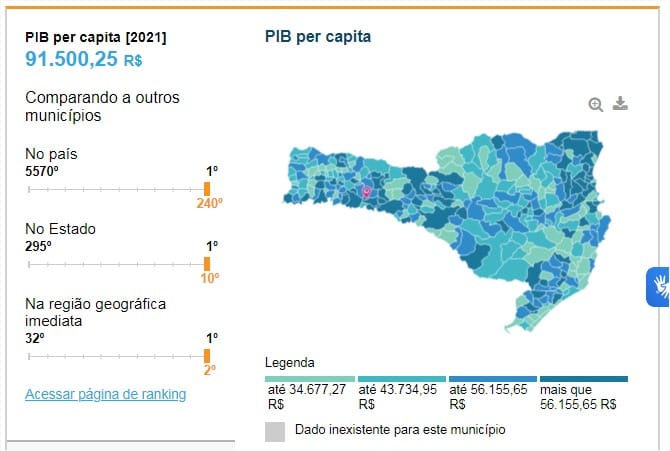 PIB per capita [2021]
91.500,25 R$
Comparando a outros
municípios
No país
5570º 1º
240º
No Estado
295º 1º
10º
Na região geográfica
imediata
32º 1º
2º
Acessar página de ranking
PIB per capita
Legenda
até 34.677,27
R$
até 43.734,95
R$
até 56.155,65
R$
mais que
56.155,65 R$
Dado inexistente para este município